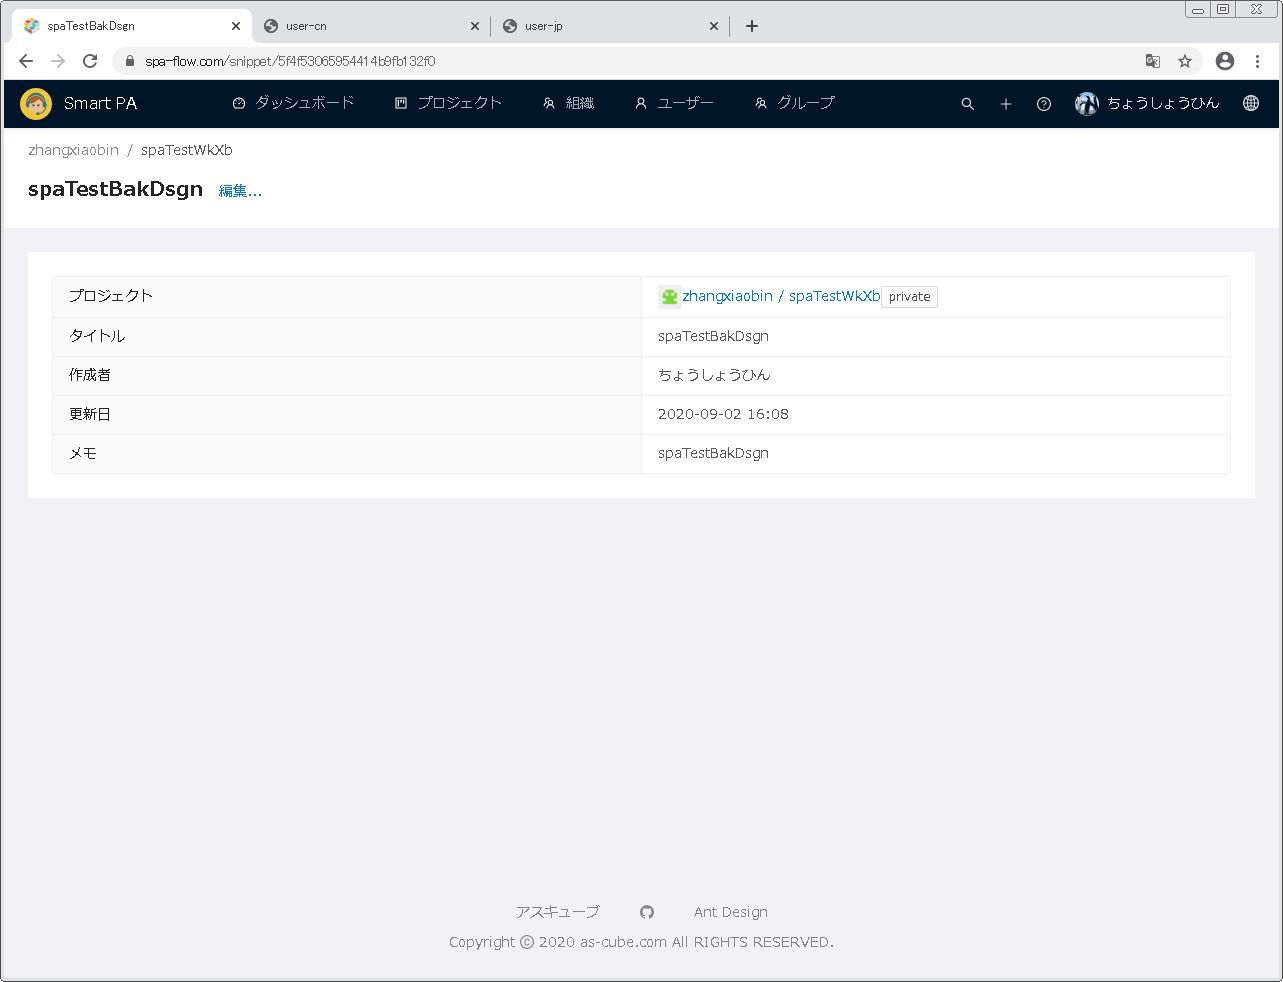 spaTestBakDsgn user-cn user-jp
spa-flow.com/snippet/5f4f53065954414b9fb132f0
Smart PA ダッシュボード プロジェクト 組織 ユーザー グループ ちょうしょうひん
zhangxiaobin / spaTestWkXb
spaTestBakDsgn 編集...
プロジェクト zhangxiaobin / spaTestWkXb private
タイトル spaTestBakDsgn
作成者 ちょうしょうひん
更新日 2020-09-02 16:08
メモ spaTestBakDsgn
アスキューブ Ant Design
Copyright © 2020 as-cube.com All RIGHTS RESERVED.